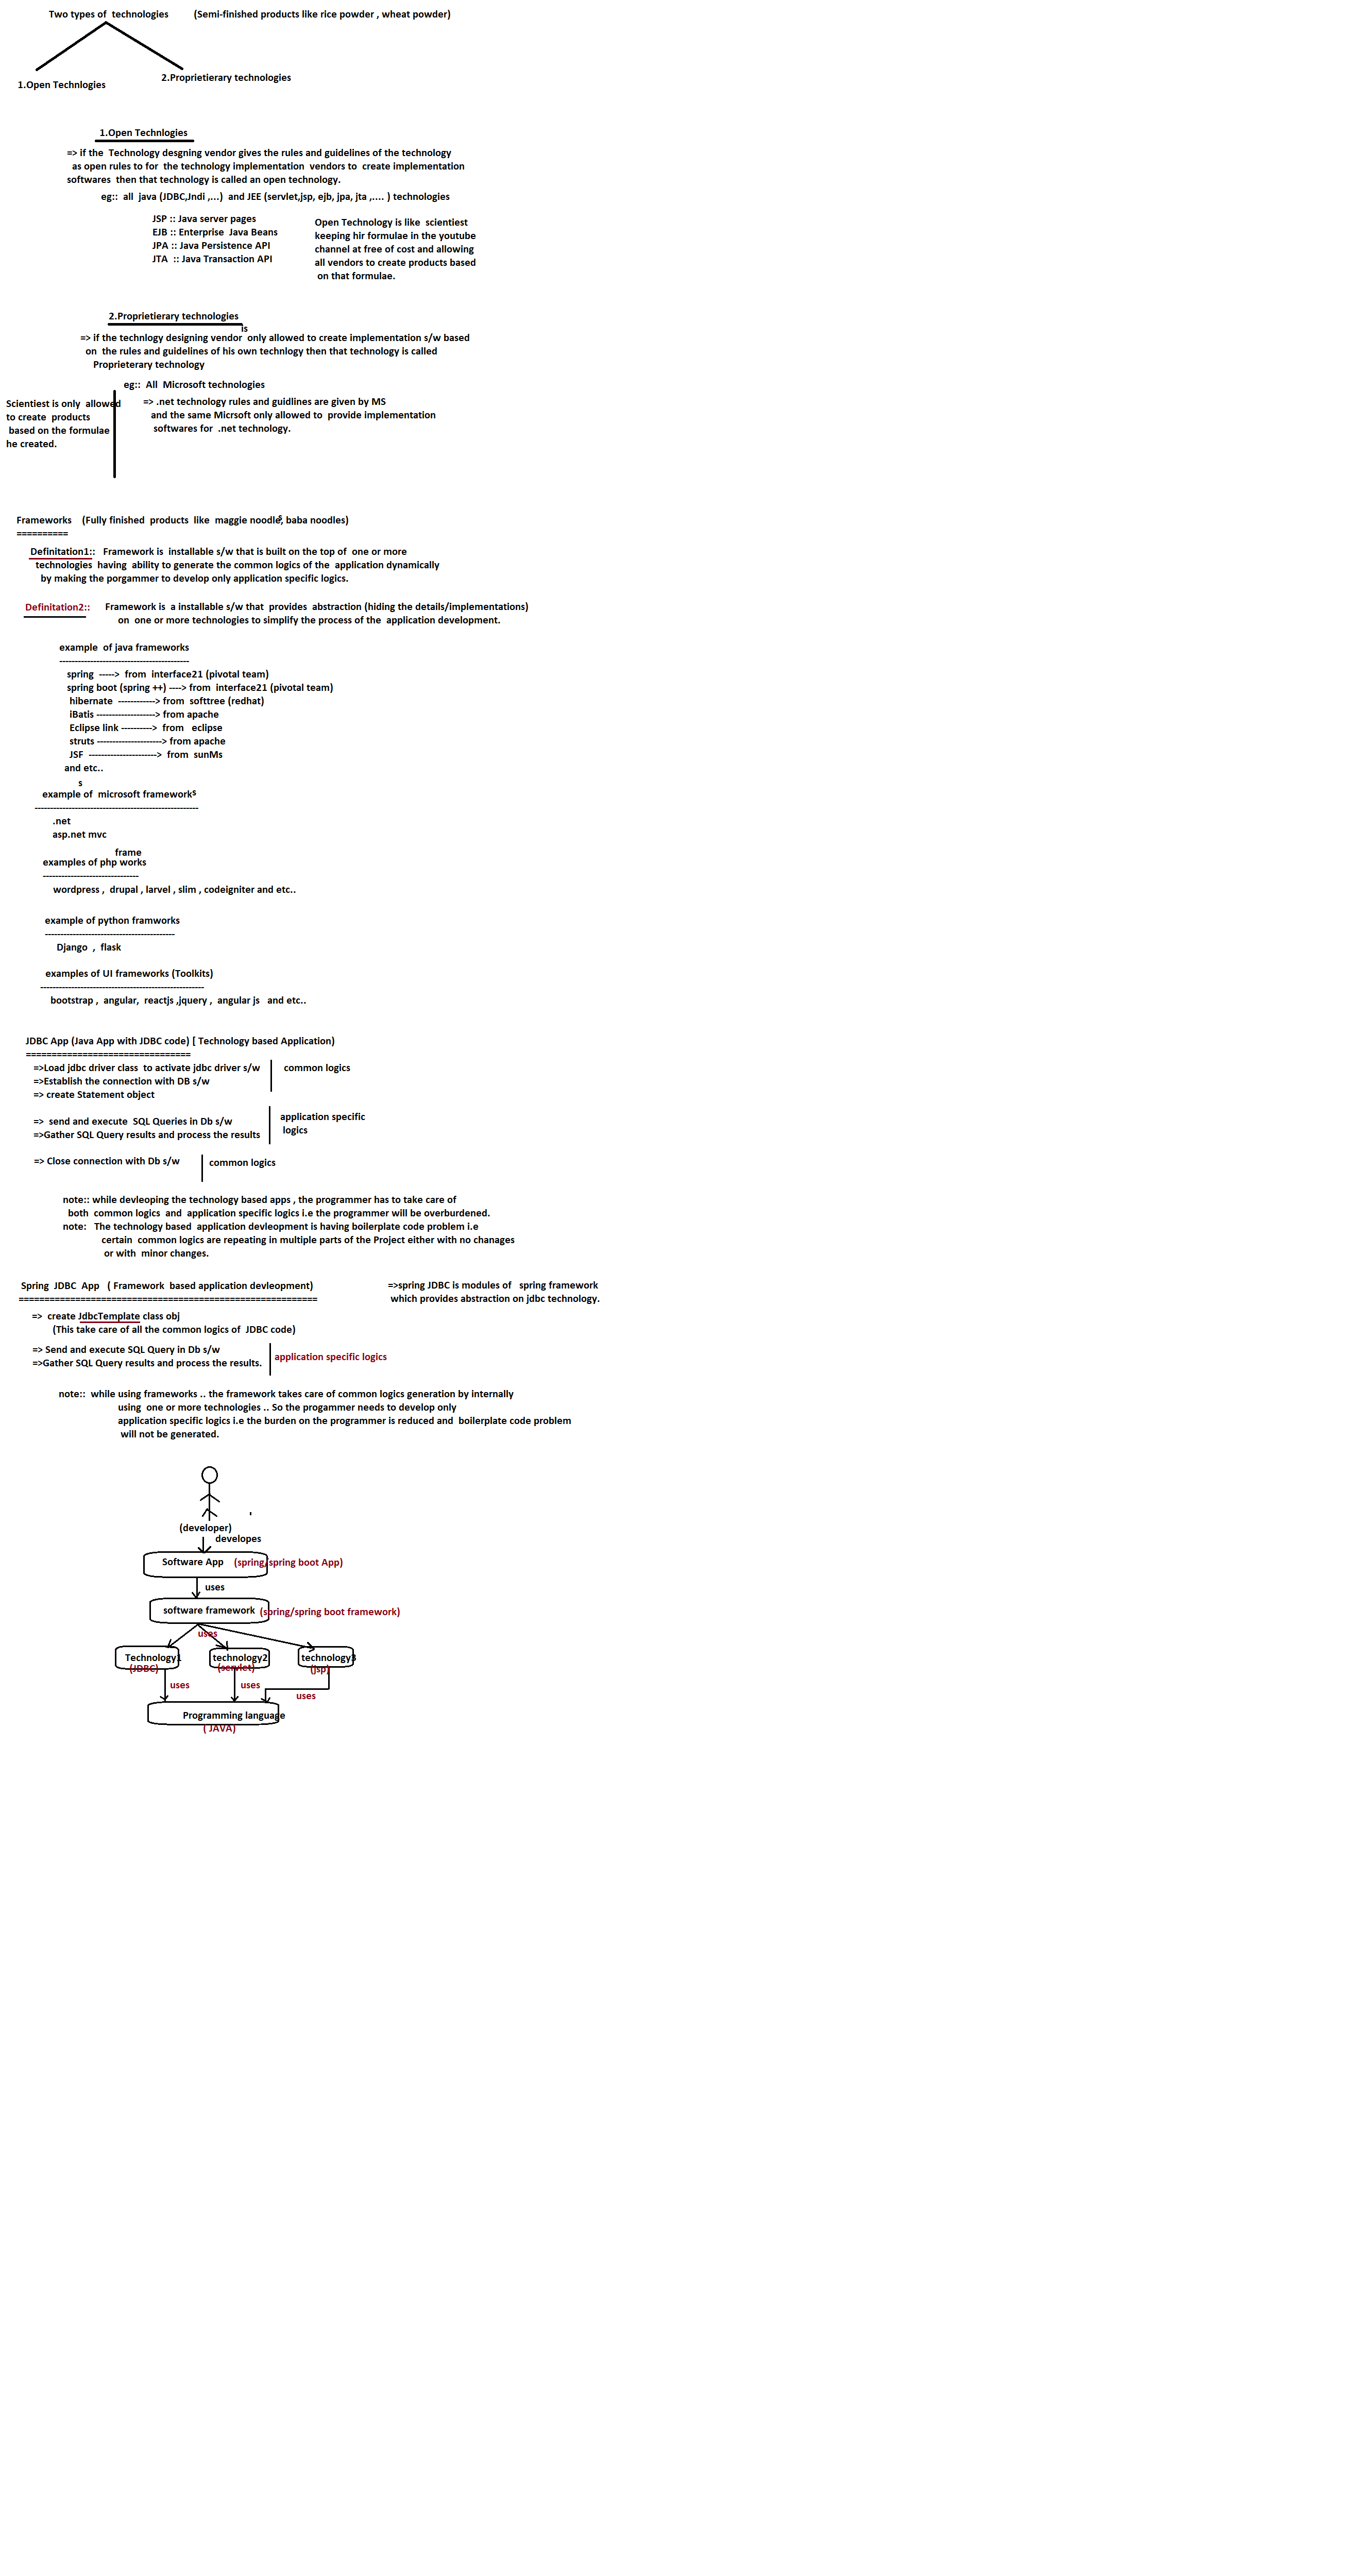 Two types of technologies (Semi-finished products like rice powder , wheat powder)
1.Open Technlogies
2.Proprietierary technologies
1.Open Technlogies
=> if the Technology desgning vendor gives the rules and guidelines of the technology
as open rules to for the technology implementation vendors to create implementation
softwares then that technology is called an open technology.
eg:: all java (JDBC,Jndi ,...) and JEE (servlet,jsp, ejb, jpa, jta ,.... ) technologies
JSP :: Java server pages
EJB :: Enterprise Java Beans
JPA :: Java Persistence API
JTA :: Java Transaction API
Open Technology is like scientiest
keeping hir formulae in the youtube
channel at free of cost and allowing
all vendors to create products based
on that formulae.
2.Proprietierary technologies
is
=> if the technlogy designing vendor only allowed to create implementation s/w based
on the rules and guidelines of his own technlogy then that technology is called
Proprieterary technology
eg:: All Microsoft technologies
=> .net technology rules and guidlines are given by MS
and the same Micrsoft only allowed to provide implementation
softwares for .net technology.
Scientiest is only allowed
to create products
based on the formulae
he created.
Frameworks (Fully finished products like maggie noodles, baba noodles)
==========
Definitation1:: Framework is installable s/w that is built on the top of one or more
technologies having ability to generate the common logics of the application dynamically
by making the porgammer to develop only application specific logics.
Definitation2:: Framework is a installable s/w that provides abstraction (hiding the details/implementations)
on one or more technologies to simplify the process of the application development.
example of java frameworks
------------------------------------------
spring -----> from interface21 (pivotal team)
spring boot (spring ++) ----> from interface21 (pivotal team)
hibernate ------------> from softtree (redhat)
iBatis -------------------> from apache
Eclipse link ----------> from eclipse
struts ---------------------> from apache
JSF ----------------------> from sunMs
and etc..
s
example of microsoft frameworks
-----------------------------------------------------
.net
asp.net mvc
frame
examples of php works
-------------------------------
wordpress , drupal , larvel , slim , codeigniter and etc..
example of python framworks
------------------------------------------
Django , flask
examples of UI frameworks (Toolkits)
-----------------------------------------------------
bootstrap , angular, reactjs ,jquery , angular js and etc..
JDBC App (Java App with JDBC code) [ Technology based Application)
================================
=>Load jdbc driver class to activate jdbc driver s/w
=>Establish the connection with DB s/w
=> create Statement object
common logics
=> send and execute SQL Queries in Db s/w
=>Gather SQL Query results and process the results
application specific
logics
=> Close connection with Db s/w
common logics
note:: while devleoping the technology based apps , the programmer has to take care of
both common logics and application specific logics i.e the programmer will be overburdened.
note: The technology based application devleopment is having boilerplate code problem i.e
certain common logics are repeating in multiple parts of the Project either with no changes
or with minor changes.
Spring JDBC App ( Framework based application devleopment)
==========================================================
=>spring JDBC is modules of spring framework
which provides abstraction on jdbc technology.
=> create JdbcTemplate class obj
(This take care of all the common logics of JDBC code)
=> Send and execute SQL Query in Db s/w
=>Gather SQL Query results and process the results.
application specific logics
note:: while using frameworks .. the framework takes care of common logics generation by internally
using one or more technologies .. So the progammer needs to develop only
application specific logics i.e the burden on the programmer is reduced and boilerplate code problem
will not be generated.
(developer)
developes
Software App (spring/spring boot App)
uses
software framework (spring/spring boot framework)
uses
Technology1 technology2 technology3
(JDBC) (servlet) (jsp)
uses uses
uses
Programming language
( JAVA)